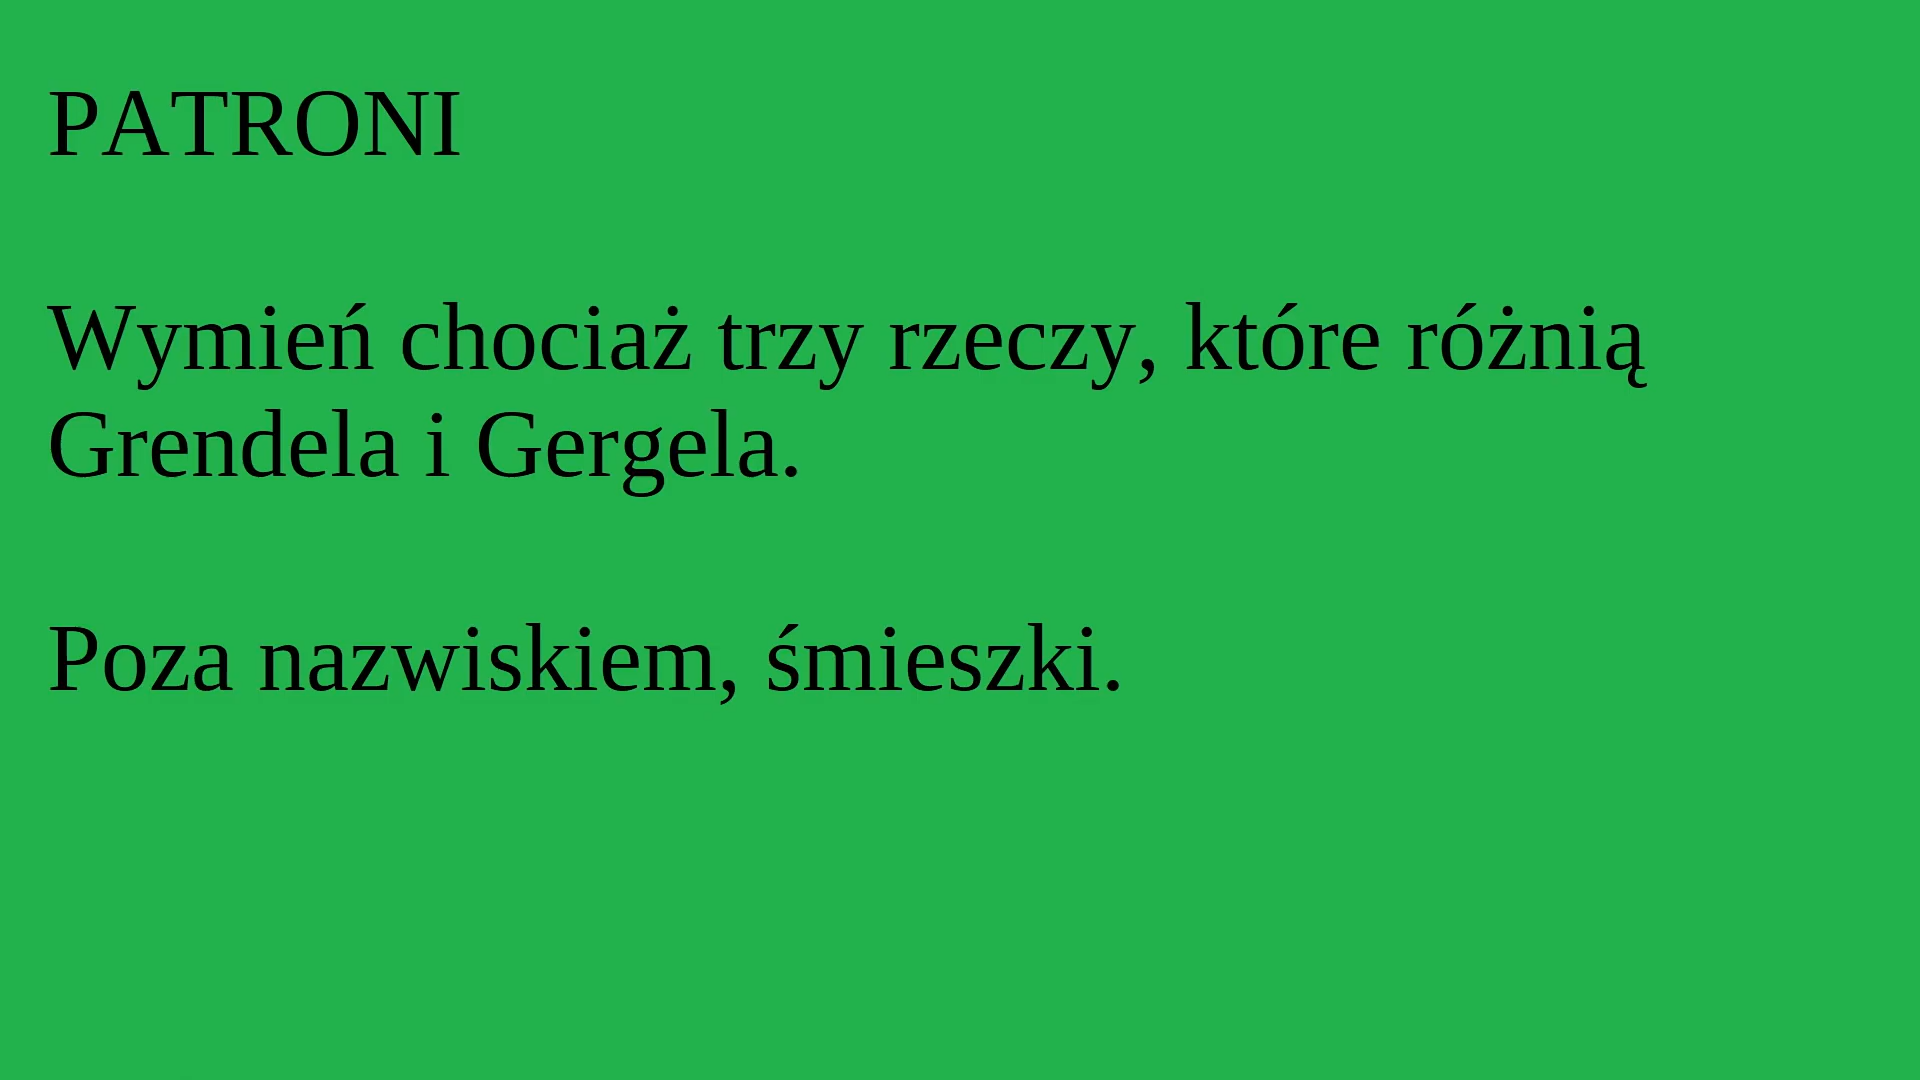 PATRONI
Wymień chociaż trzy rzeczy, które różnią
Grendela i Gergela.
Poza nazwiskiem, śmieszki.